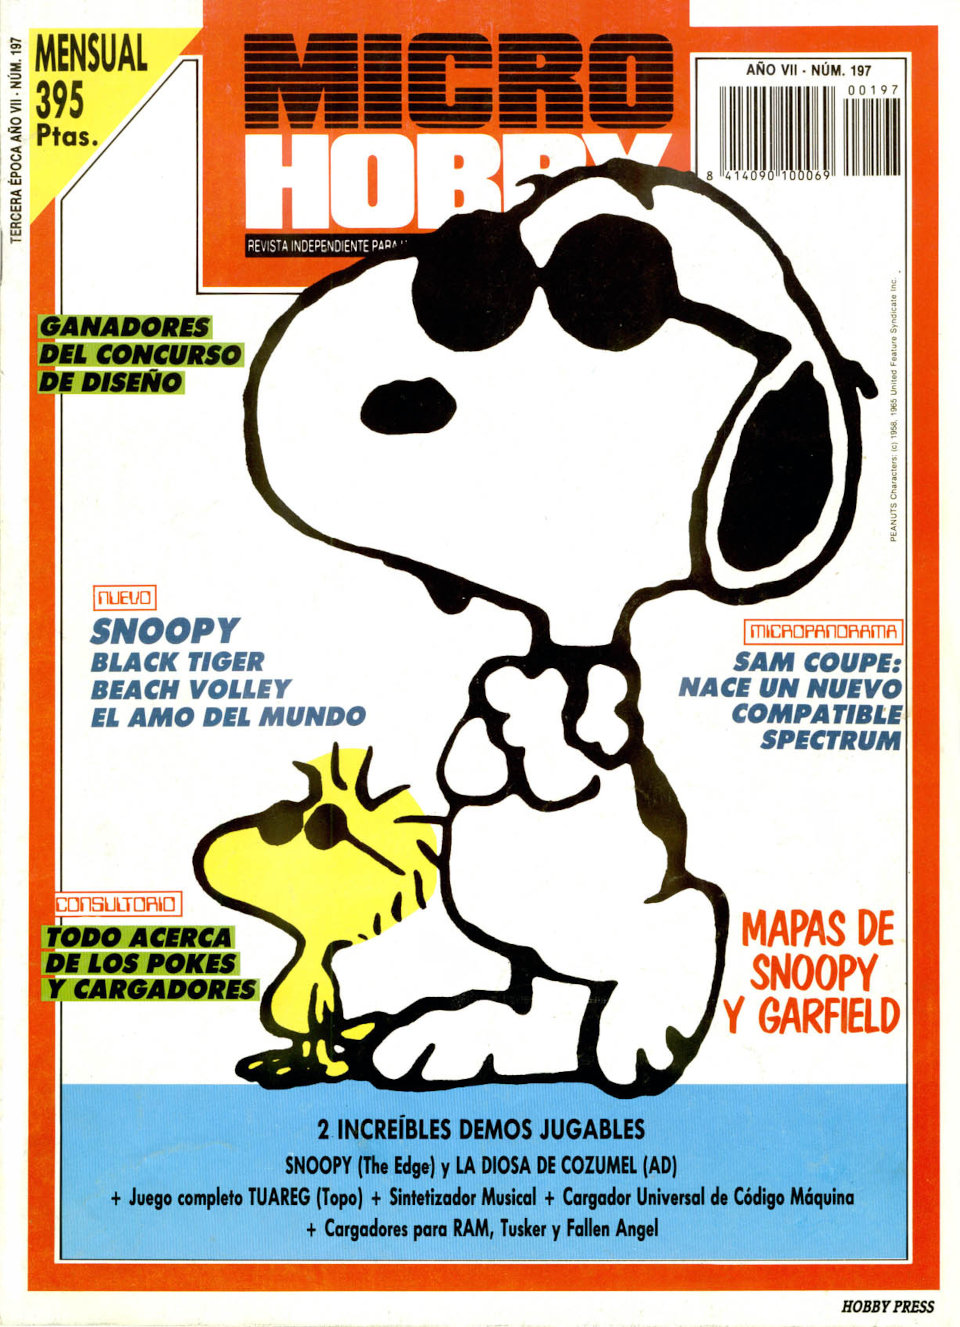 TERCERA ÉPOCA AÑO VII - NÚM. 197
MENSUAL
395
Ptas.
MICRO
HOBBY
REVISTA INDEPENDIENTE PARA
AÑO VII - NÚM. 197
00197
8 414090 100069
PEANUTS Characters: (c) 1958, 1965 United Feature Syndicate Inc.
GANADORES
DEL CONCURSO
DE DISEÑO
NUEVO
SNOOPY
BLACK TIGER
BEACH VOLLEY
EL AMO DEL MUNDO
MICROPANORAMA
SAM COUPE:
NACE UN NUEVO
COMPATIBLE
SPECTRUM
CONSULTORIO
TODO ACERCA
DE LOS POKES
Y CARGADORES
MAPAS DE
SNOOPY
Y GARFIELD
2 INCREÍBLES DEMOS JUGABLES
SNOOPY (The Edge) y LA DIOSA DE COZUMEL (AD)
+ Juego completo TUAREG (Topo) + Sintetizador Musical + Cargador Universal de Código Máquina
+ Cargadores para RAM, Tusker y Fallen Angel
HOBBY PRESS